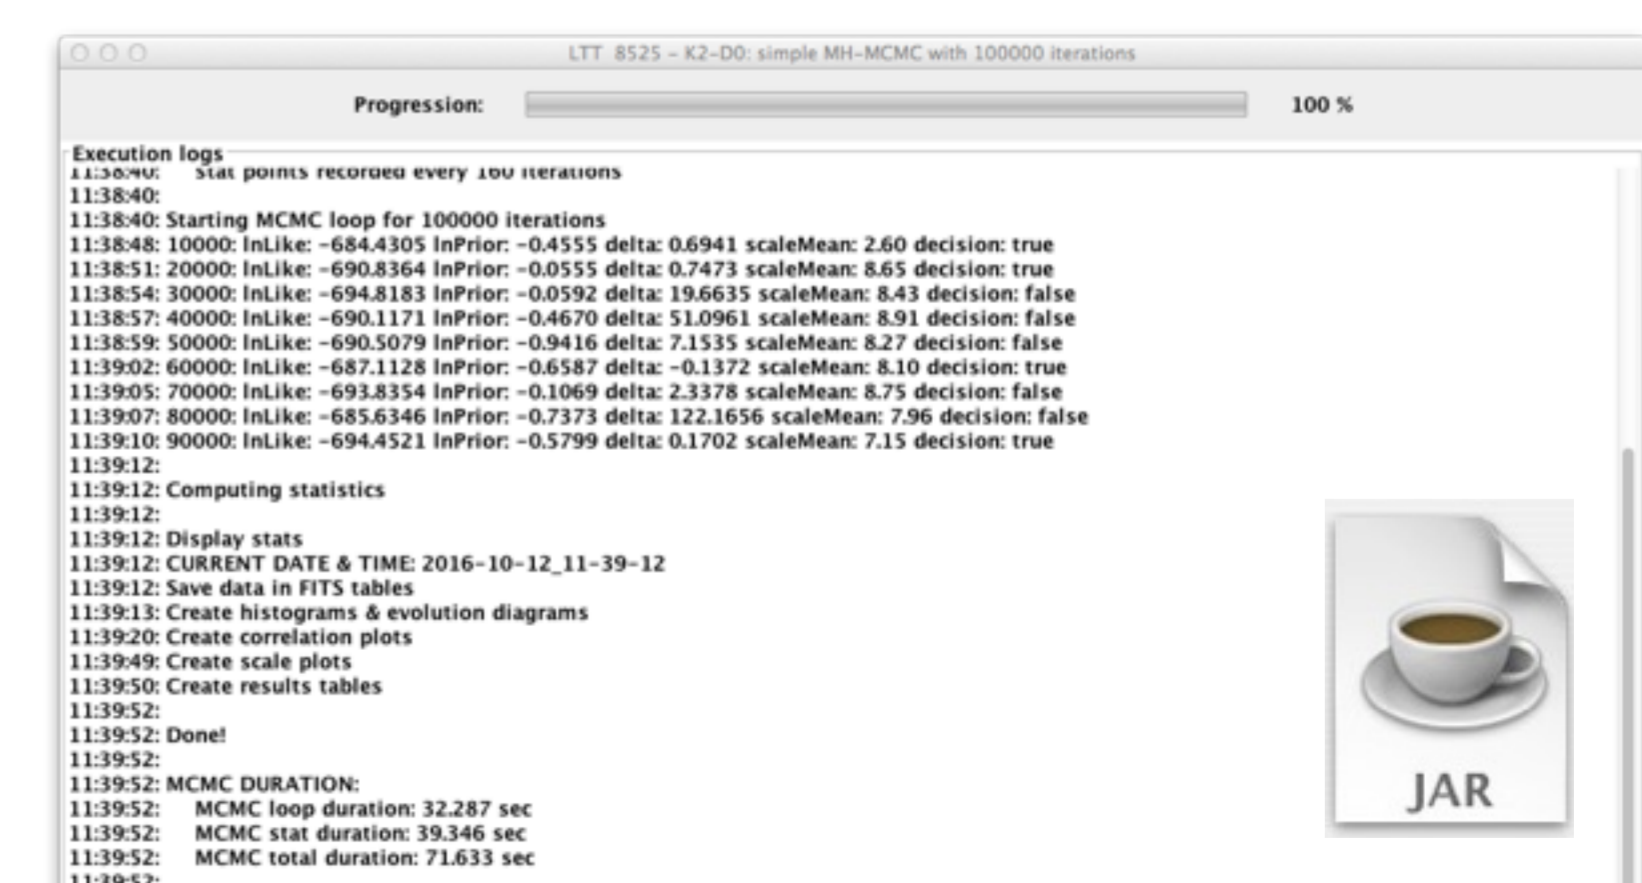 LTT 8525 - K2-D0: simple MH-MCMC with 100000 iterations
Progression: 100 %
Execution logs
11:38:40: stat points recorded every 160 iterations
11:38:40:
11:38:40: Starting MCMC loop for 100000 iterations
11:38:48: 10000: lnLike: -684.4305 lnPrior: -0.4555 delta: 0.6941 scaleMean: 2.60 decision: true
11:38:51: 20000: lnLike: -690.8364 lnPrior: -0.0555 delta: 0.7473 scaleMean: 8.65 decision: true
11:38:54: 30000: lnLike: -694.8183 lnPrior: -0.0592 delta: 19.6635 scaleMean: 8.43 decision: false
11:38:57: 40000: lnLike: -690.1171 lnPrior: -0.4670 delta: 51.0961 scaleMean: 8.91 decision: false
11:38:59: 50000: lnLike: -690.5079 lnPrior: -0.9416 delta: 7.1535 scaleMean: 8.27 decision: false
11:39:02: 60000: lnLike: -687.1128 lnPrior: -0.6587 delta: -0.1372 scaleMean: 8.10 decision: true
11:39:05: 70000: lnLike: -693.8354 lnPrior: -0.1069 delta: 2.3378 scaleMean: 8.75 decision: false
11:39:07: 80000: lnLike: -685.6346 lnPrior: -0.7373 delta: 122.1656 scaleMean: 7.96 decision: false
11:39:10: 90000: lnLike: -694.4521 lnPrior: -0.5799 delta: 0.1702 scaleMean: 7.15 decision: true
11:39:12:
11:39:12: Computing statistics
11:39:12:
11:39:12: Display stats
11:39:12: CURRENT DATE & TIME: 2016-10-12_11-39-12
11:39:12: Save data in FITS tables
11:39:13: Create histograms & evolution diagrams
11:39:20: Create correlation plots
11:39:49: Create scale plots
11:39:50: Create results tables
11:39:52:
11:39:52: Done!
11:39:52:
11:39:52: MCMC DURATION:
11:39:52: MCMC loop duration: 32.287 sec
11:39:52: MCMC stat duration: 39.346 sec
11:39:52: MCMC total duration: 71.633 sec
11:39:52:
JAR